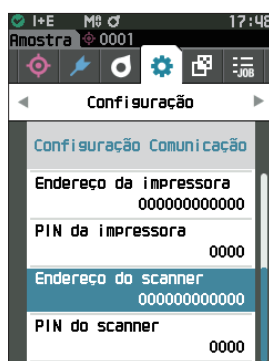 I+E M 17:48
Amostra 0001
JOB
Configuração
Configuração Comunicação
Endereço da impressora
000000000000
PIN da impressora
0000
Endereço do scanner
000000000000
PIN do scanner
0000